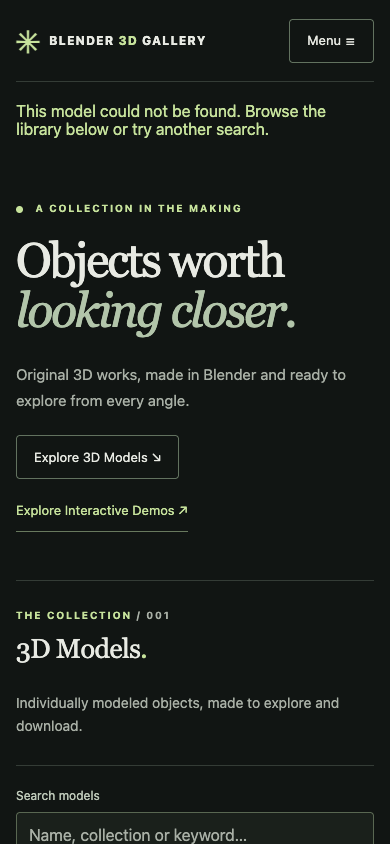 BLENDER 3D GALLERY
Menu ≡
This model could not be found. Browse the
library below or try another search.
A COLLECTION IN THE MAKING
Objects worth
looking closer.
Original 3D works, made in Blender and ready to
explore from every angle.
Explore 3D Models ↘
Explore Interactive Demos ↗
THE COLLECTION / 001
3D Models.
Individually modeled objects, made to explore and
download.
Search models
Name, collection or keyword...